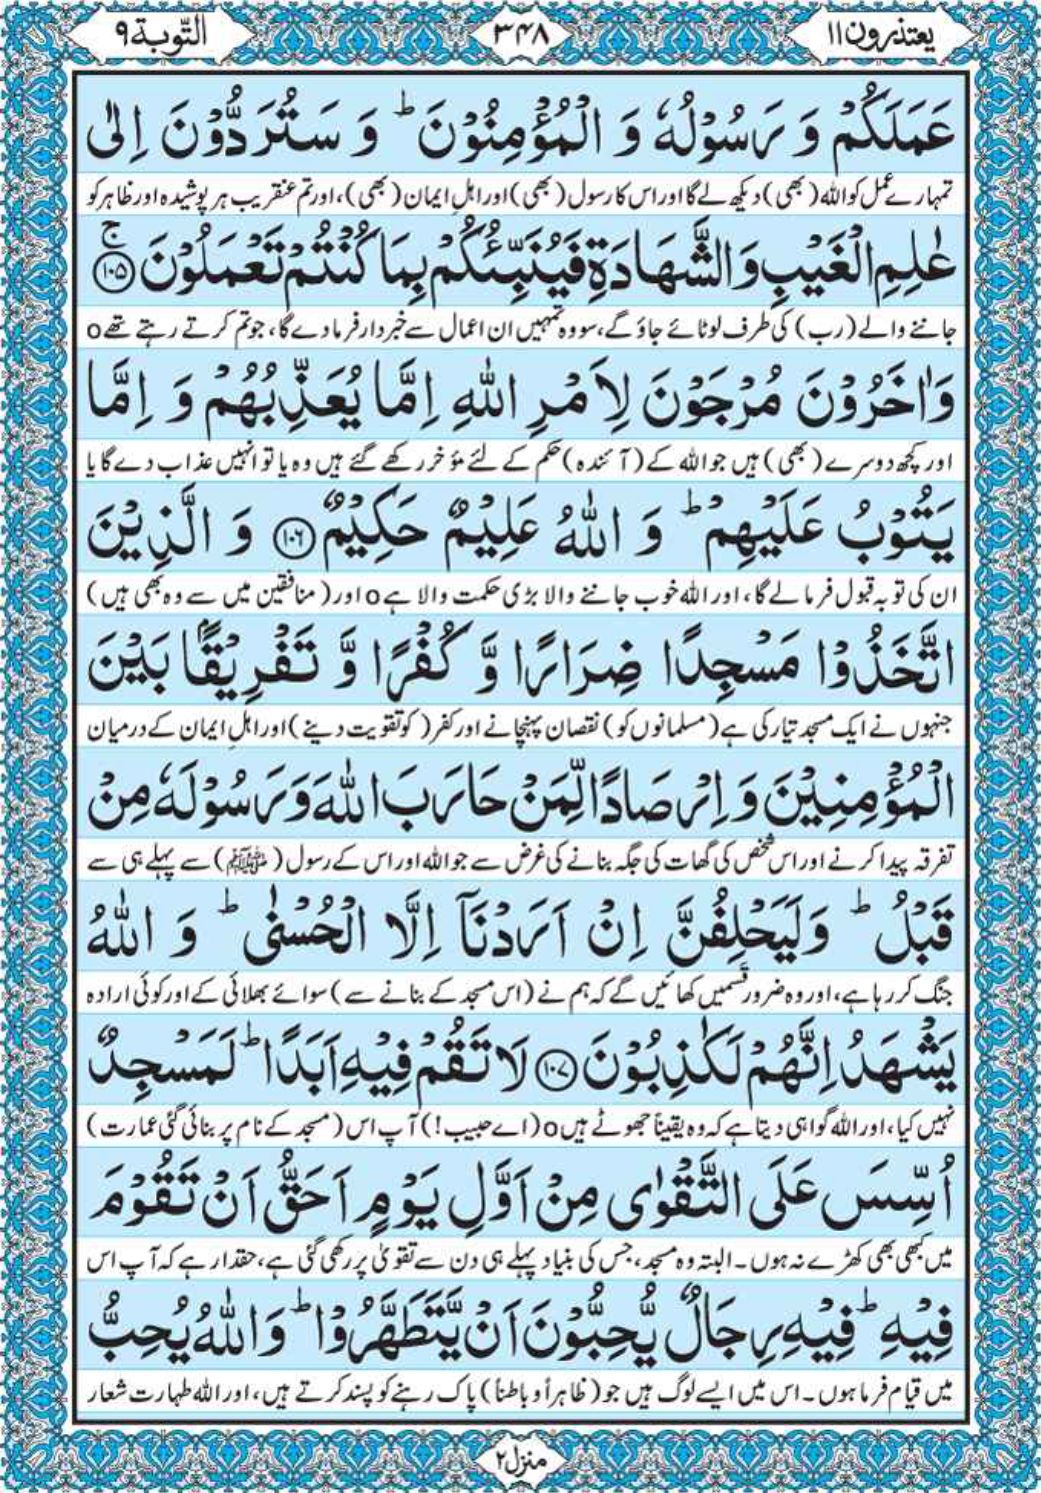 یعتذرون۱۱
۳۴۸
التّوبۃ۹
عَمَلَكُمْ وَ رَسُوْلُهٗ وَ الْمُؤْمِنُوْنَ ؕ وَ سَتُرَدُّوْنَ اِلٰى
تمہارے عمل کو اللہ (بھی) دیکھ لے گا اور اس کا رسول (بھی) اور اہلِ ایمان (بھی)، اور تم عنقریب ہر پوشیدہ اور ظاہر کو
عٰلِمِ الْغَيْبِ وَ الشَّهَادَةِ فَيُنَبِّئُكُمْ بِمَا كُنْتُمْ تَعْمَلُوْنَ ۚ﴿۱۰۵﴾
جاننے والے (رب) کی طرف لوٹائے جاؤ گے، سو وہ تمہیں ان اعمال سے خبردار فرما دے گا، جو تم کرتے رہتے تھے o
وَ اٰخَرُوْنَ مُرْجَوْنَ لِاَمْرِ اللّٰهِ اِمَّا يُعَذِّبُهُمْ وَ اِمَّا
اور کچھ دوسرے (بھی) ہیں جو اللہ کے (آئندہ) حکم کے لئے مؤخر رکھے گئے ہیں وہ یا تو انہیں عذاب دے گا یا
يَتُوْبُ عَلَيْهِمْ ؕ وَ اللّٰهُ عَلِيْمٌ حَكِيْمٌ ﴿۱۰۶﴾ وَ الَّذِيْنَ
ان کی توبہ قبول فرما لے گا، اور اللہ خوب جاننے والا بڑی حکمت والا ہے o اور (منافقین میں سے وہ بھی ہیں)
اتَّخَذُوْا مَسْجِدًا ضِرَارًا وَّ كُفْرًا وَّ تَفْرِيْقًۢا بَيْنَ
جنہوں نے ایک مسجد تیار کی ہے (مسلمانوں کو) نقصان پہنچانے اور کفر (کو تقویت دینے) اور اہلِ ایمان کے درمیان
الْمُؤْمِنِيْنَ وَ اِرْصَادًا لِّمَنْ حَارَبَ اللّٰهَ وَ رَسُوْلَهٗ مِنْ
تفرقہ پیدا کرنے اور اس شخص کی گھات کی جگہ بنانے کی غرض سے جو اللہ اور اس کے رسول (ﷺ) سے پہلے ہی سے
قَبْلُ ؕ وَلَيَحْلِفُنَّ اِنْ اَرَدْنَاۤ اِلَّا الْحُسْنٰى ؕ وَ اللّٰهُ
جنگ کر رہا ہے، اور وہ ضرور قسمیں کھائیں گے کہ ہم نے (اس مسجد کے بنانے سے) سوائے بھلائی کے اور کوئی ارادہ
يَشْهَدُ اِنَّهُمْ لَكٰذِبُوْنَ ﴿۱۰۷﴾ لَا تَقُمْ فِيْهِ اَبَدًا ؕ لَمَسْجِدٌ
نہیں کیا، اور اللہ گواہی دیتا ہے کہ وہ یقیناً جھوٹے ہیں o (اے حبیب!) آپ اس (مسجد کے نام پر بنائی گئی عمارت)
اُسِّسَ عَلَى التَّقْوٰى مِنْ اَوَّلِ يَوْمٍ اَحَقُّ اَنْ تَقُوْمَ
میں کبھی بھی کھڑے نہ ہوں۔ البتہ وہ مسجد، جس کی بنیاد پہلے ہی دن سے تقویٰ پر رکھی گئی ہے، حقدار ہے کہ آپ اس
فِيْهِ ؕ فِيْهِ رِجَالٌ يُّحِبُّوْنَ اَنْ يَّتَطَهَّرُوْا ؕ وَ اللّٰهُ يُحِبُّ
میں قیام فرما ہوں۔ اس میں ایسے لوگ ہیں جو (ظاہراً و باطناً) پاک رہنے کو پسند کرتے ہیں، اور اللہ طہارت شعار
منزل۲